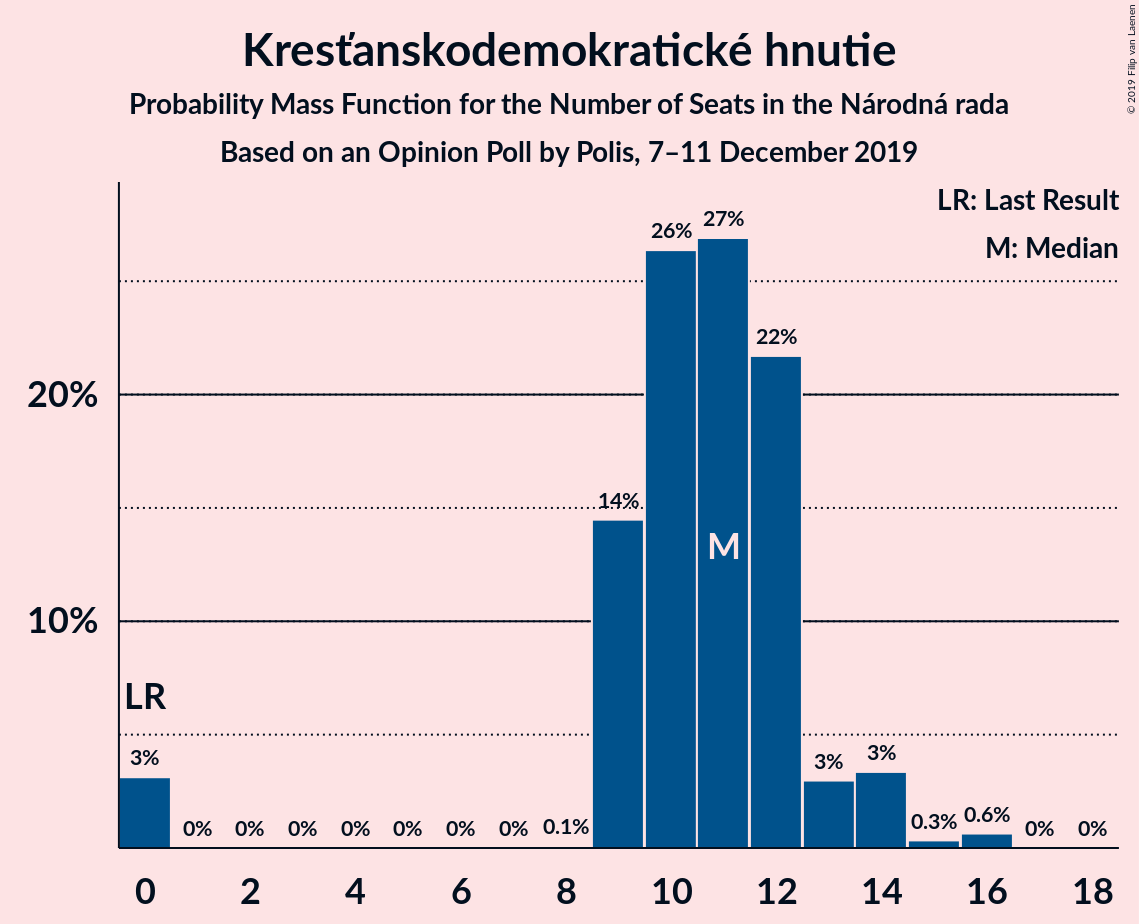 Kresťanskodemokratické hnutie
Probability Mass Function for the Number of Seats in the Národná rada
Based on an Opinion Poll by Polis, 7–11 December 2019
© 2019 Filip van Laenen
LR: Last Result
M: Median
27%
26%
22%
20%
14%
M
10%
LR
3%
0%
0%
0%
0%
0%
0%
0%
0.1%
3%
3%
0.3%
0.6%
0%
0%
0 2 4 6 8 10 12 14 16 18